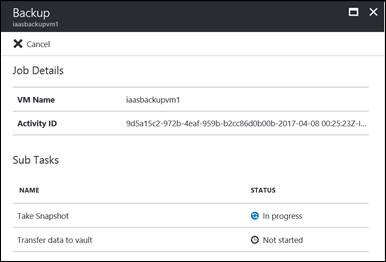 Backup
iaasbackupvm1
Cancel
Job Details
VM Name iaasbackupvm1
Activity ID 9d5a15c2-972b-4eaf-959b-b2cc86d0b00b-2017-04-08 00:25:23Z-I...
Sub Tasks
NAME STATUS
Take Snapshot In progress
Transfer data to vault Not started